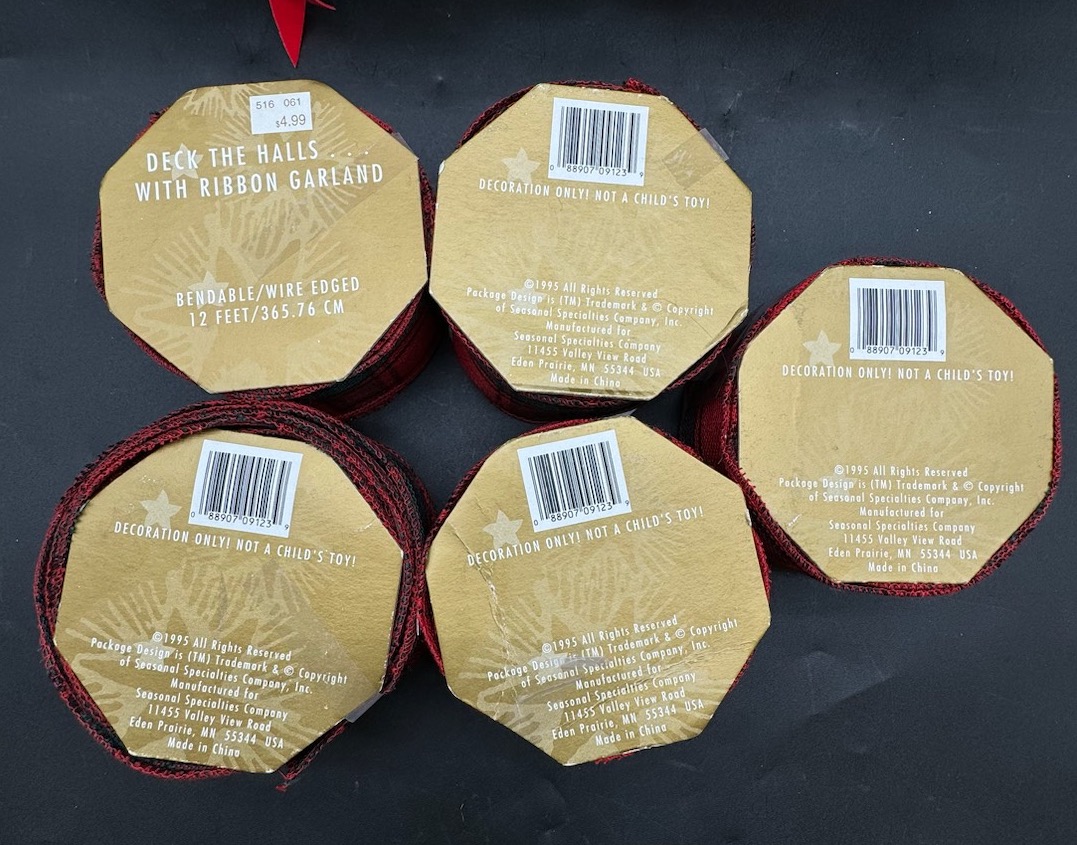 516 061
$4.99
DECK THE HALLS . . .
WITH RIBBON GARLAND
BENDABLE/WIRE EDGED
12 FEET/365.76 CM
0 88907 09123 9
DECORATION ONLY! NOT A CHILD'S TOY!
©1995 All Rights Reserved
Package Design is (TM) Trademark & © Copyright
of Seasonal Specialties Company, Inc.
Manufactured for
Seasonal Specialties Company
11455 Valley View Road
Eden Prairie, MN 55344 USA
Made in China
0 88907 09123 9
DECORATION ONLY! NOT A CHILD'S TOY!
©1995 All Rights Reserved
Package Design is (TM) Trademark & © Copyright
of Seasonal Specialties Company, Inc.
Manufactured for
Seasonal Specialties Company
11455 Valley View Road
Eden Prairie, MN 55344 USA
Made in China
0 88907 09123 9
DECORATION ONLY! NOT A CHILD'S TOY!
©1995 All Rights Reserved
Package Design is (TM) Trademark & © Copyright
of Seasonal Specialties Company, Inc.
Manufactured for
Seasonal Specialties Company
11455 Valley View Road
Eden Prairie, MN 55344 USA
Made in China
0 88907 09123 9
DECORATION ONLY! NOT A CHILD'S TOY!
©1995 All Rights Reserved
Package Design is (TM) Trademark & © Copyright
of Seasonal Specialties Company, Inc.
Manufactured for
Seasonal Specialties Company
11455 Valley View Road
Eden Prairie, MN 55344 USA
Made in China